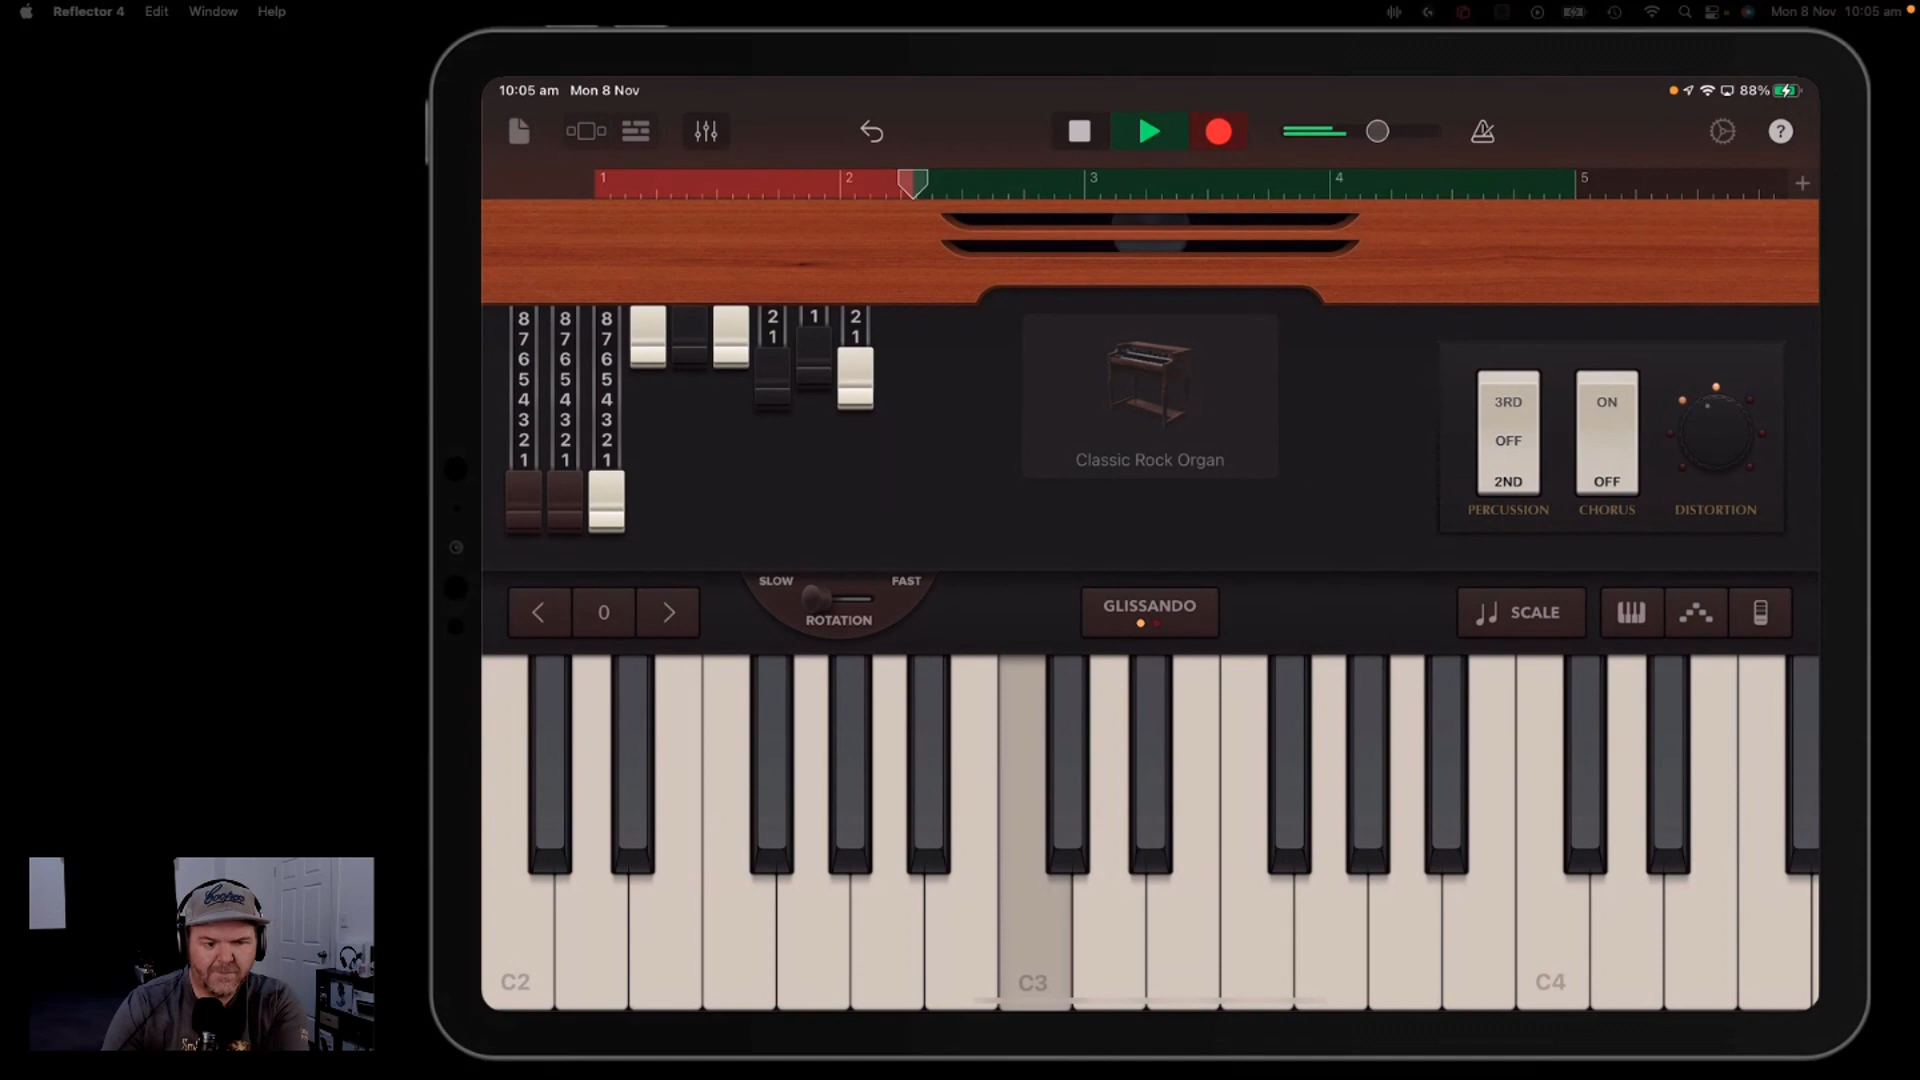 Reflector 4 Edit Window Help
Mon 8 Nov 10:05 am
10:05 am Mon 8 Nov
88%
?
1 2 3 4 5
8 8 8 2 1 2
7 7 7 1 1
6 6 6
5 5 5
4 4 4
3 3 3
2 2 2
1 1 1
Classic Rock Organ
3RD
OFF
2ND
PERCUSSION
ON
OFF
CHORUS
DISTORTION
SLOW FAST
ROTATION
0
GLISSANDO
SCALE
C2 C3 C4